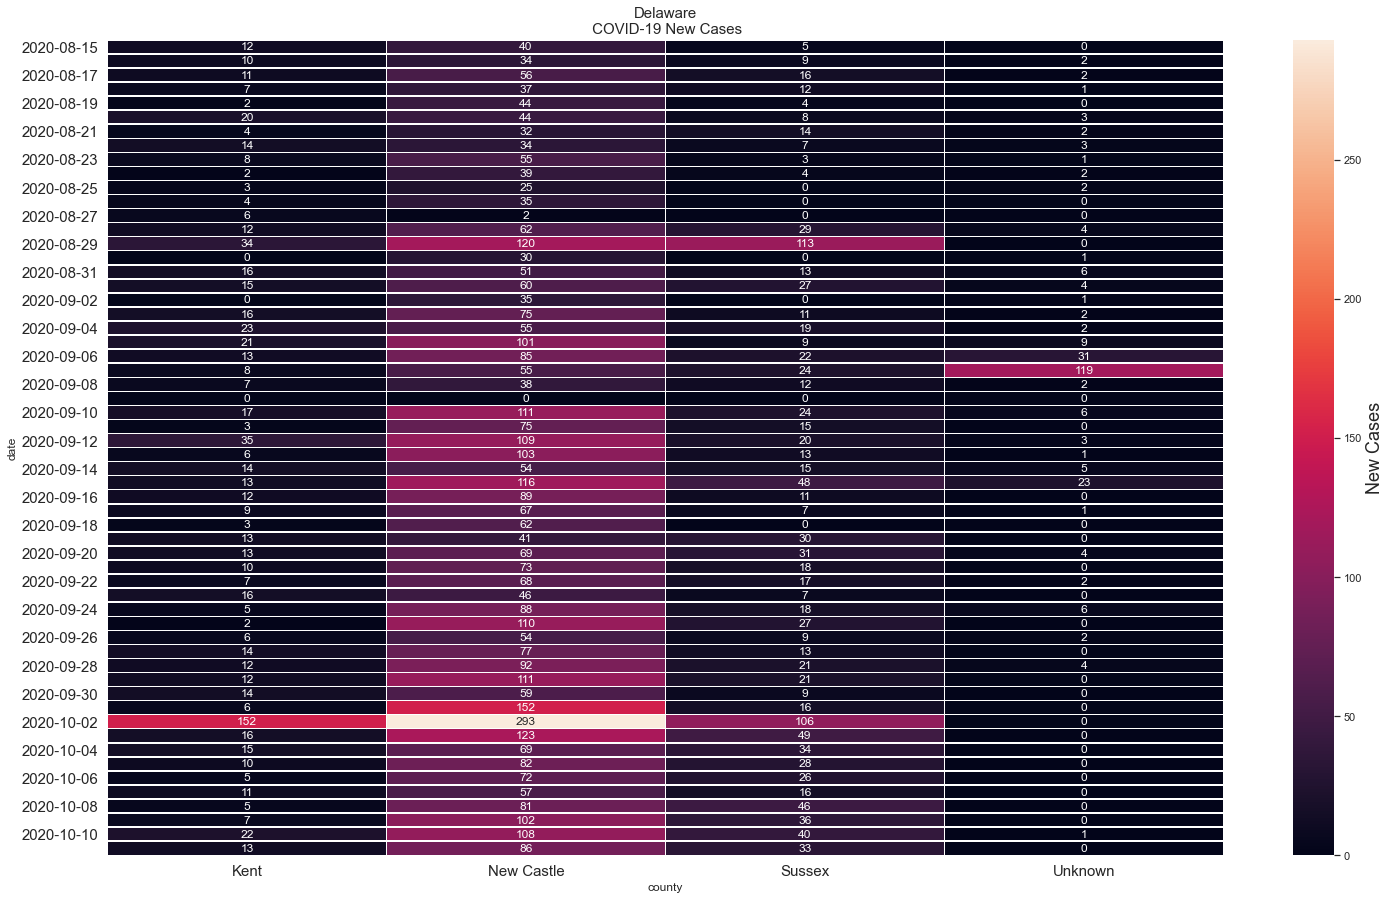 Delaware
COVID-19 New Cases
2020-08-15 12 40 5 0
10 34 9 2
2020-08-17 11 56 16 2
7 37 12 1
2020-08-19 2 44 4 0
20 44 8 3
2020-08-21 4 32 14 2
14 34 7 3
2020-08-23 8 55 3 1
2 39 4 2
2020-08-25 3 25 0 2
4 35 0 0
2020-08-27 6 2 0 0
12 62 29 4
2020-08-29 34 120 113 0
0 30 0 1
2020-08-31 16 51 13 6
15 60 27 4
2020-09-02 0 35 0 1
16 75 11 2
2020-09-04 23 55 19 2
21 101 9 9
2020-09-06 13 85 22 31
8 55 24 119
2020-09-08 7 38 12 2
0 0 0 0
2020-09-10 17 111 24 6
3 75 15 0
2020-09-12 35 109 20 3
6 103 13 1
2020-09-14 14 54 15 5
13 116 48 23
2020-09-16 12 89 11 0
9 67 7 1
2020-09-18 3 62 0 0
13 41 30 0
2020-09-20 13 69 31 4
10 73 18 0
2020-09-22 7 68 17 2
16 46 7 0
2020-09-24 5 88 18 6
2 110 27 0
2020-09-26 6 54 9 2
14 77 13 0
2020-09-28 12 92 21 4
12 111 21 0
2020-09-30 14 59 9 0
6 152 16 0
2020-10-02 152 293 106 0
16 123 49 0
2020-10-04 15 69 34 0
10 82 28 0
2020-10-06 5 72 26 0
11 57 16 0
2020-10-08 5 81 46 0
7 102 36 0
2020-10-10 22 108 40 1
13 86 33 0
Kent New Castle Sussex Unknown
county
date
250
200
150
100
50
0
New Cases